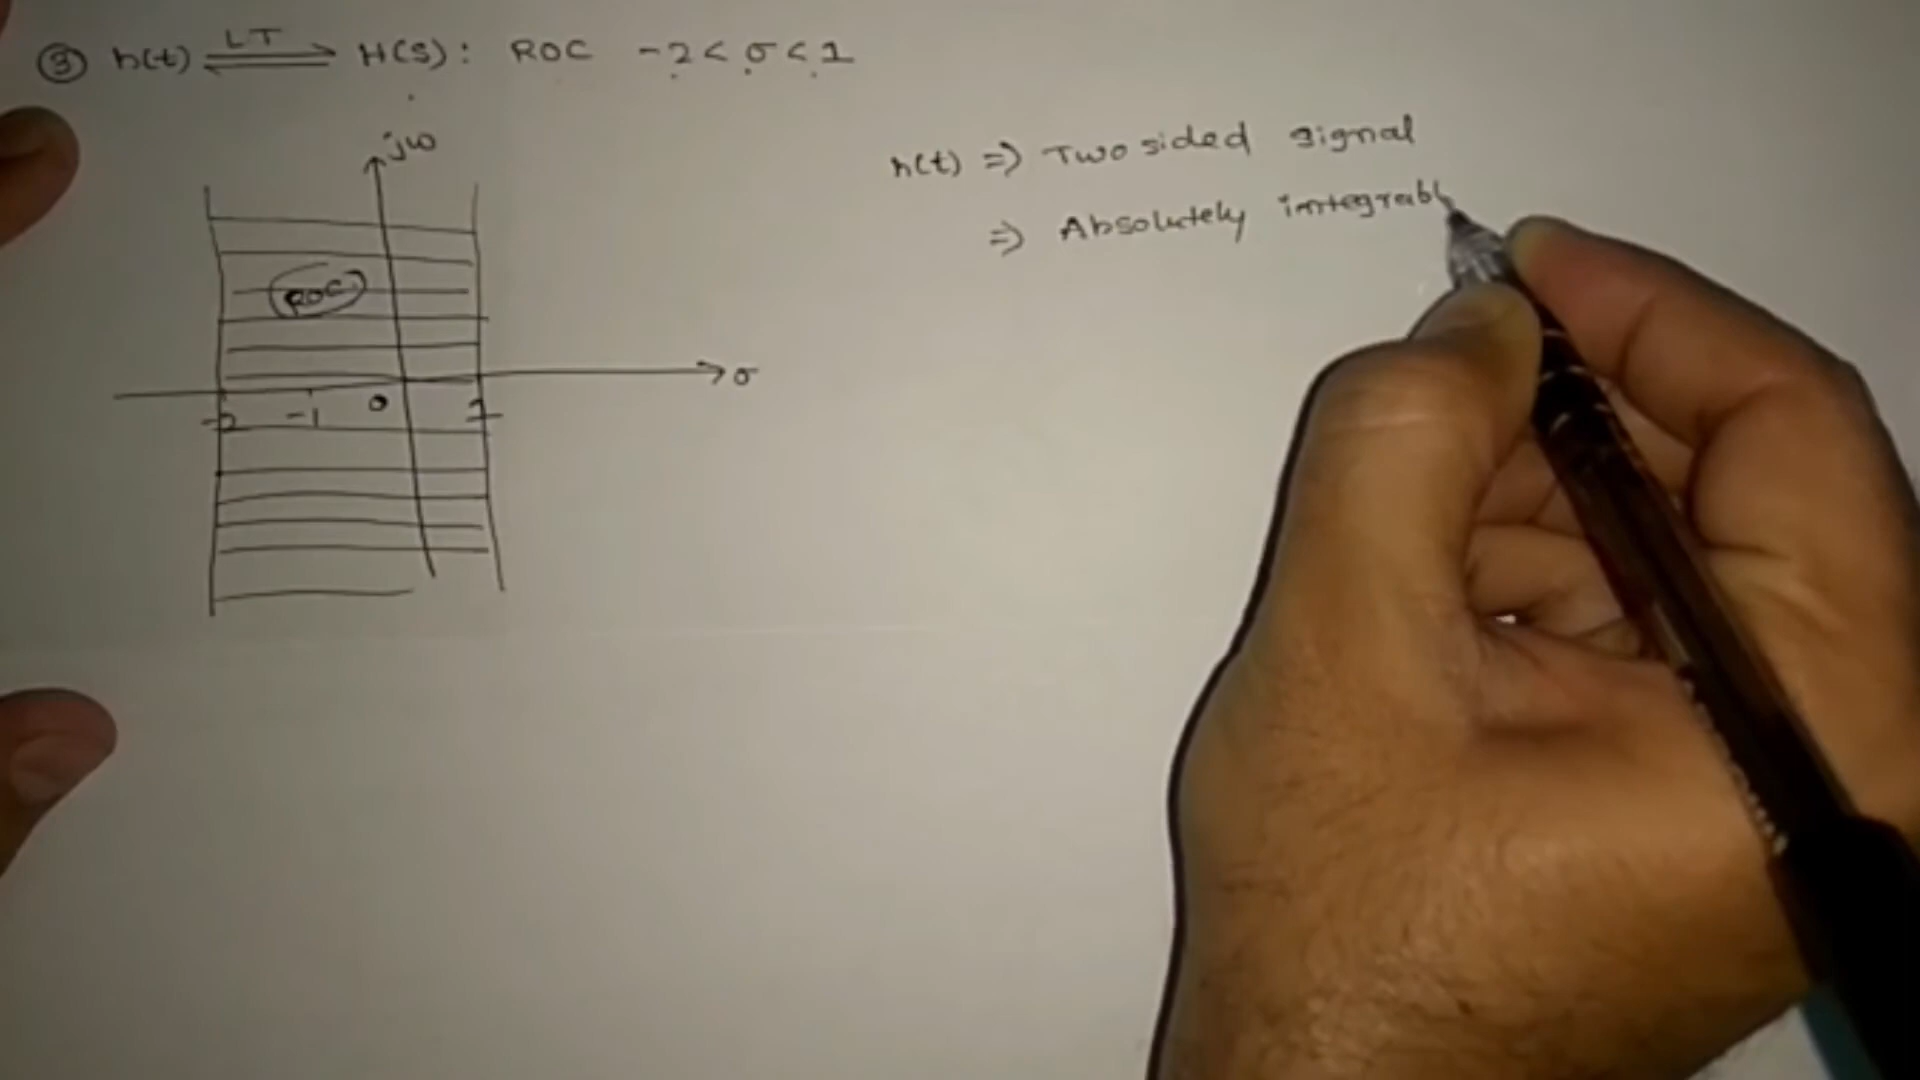 ③ h(t) LT H(s): ROC -2 < σ < 1
jω
h(t) ⇒ Two sided signal
⇒ Absolutely integrabl
ROC
σ
-2 -1 0 1